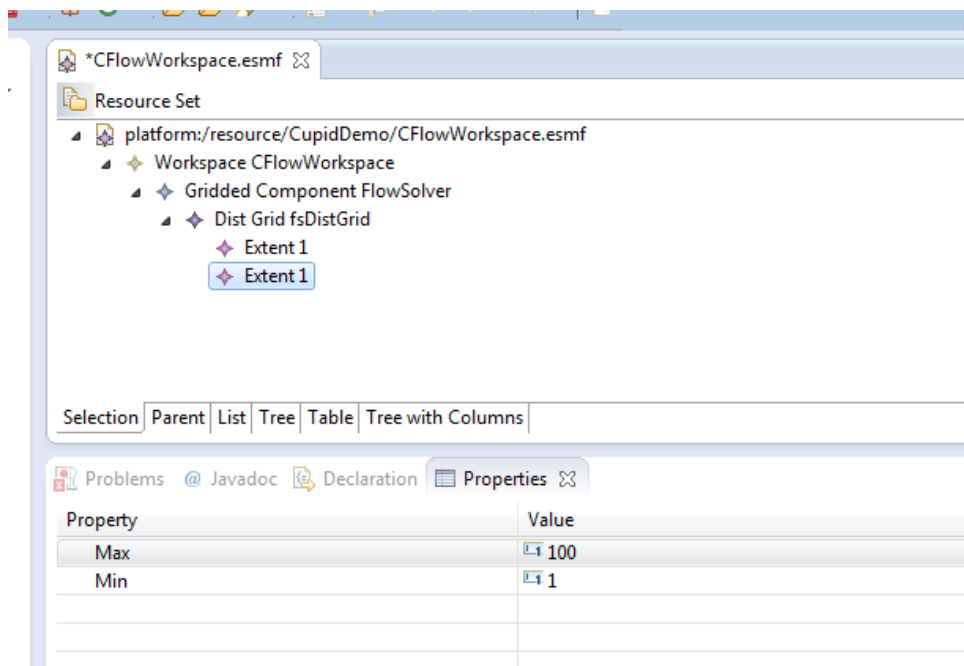 *CFlowWorkspace.esmf
Resource Set
platform:/resource/CupidDemo/CFlowWorkspace.esmf
Workspace CFlowWorkspace
Gridded Component FlowSolver
Dist Grid fsDistGrid
Extent 1
Extent 1
Selection Parent List Tree Table Tree with Columns
Problems @ Javadoc Declaration Properties
Property Value
Max 100
Min 1